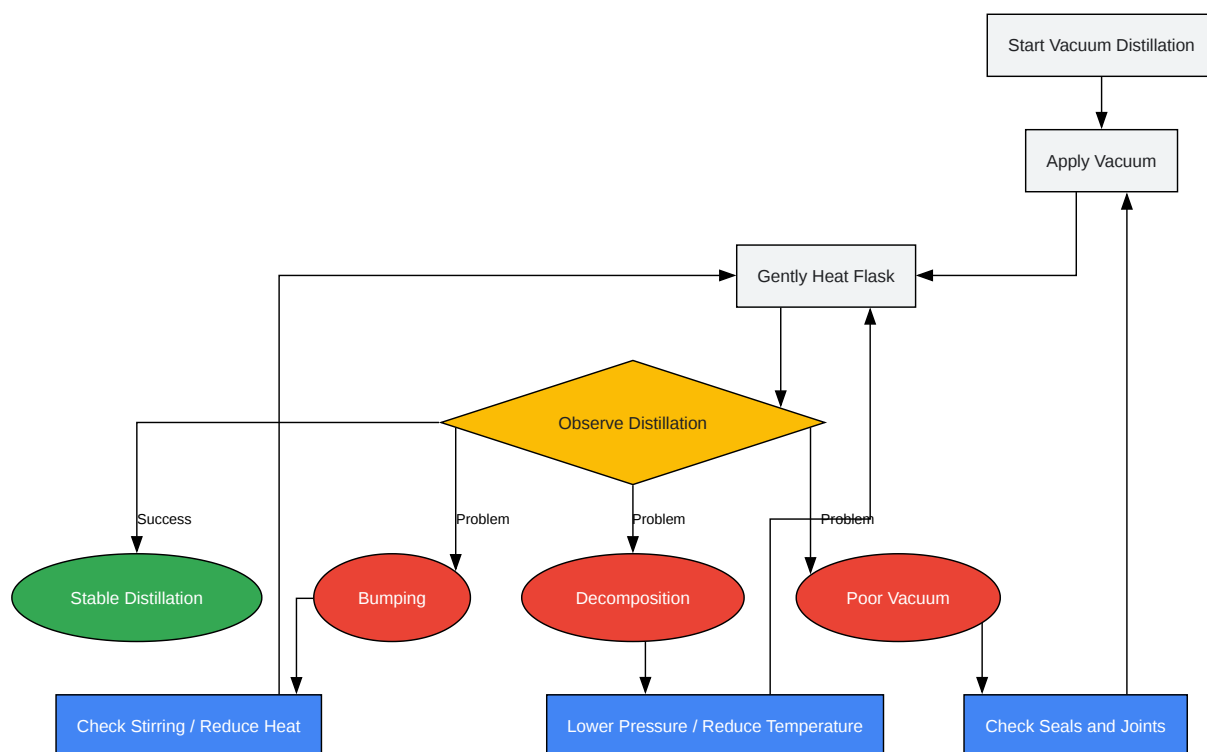 Start Vacuum Distillation
Apply Vacuum
Gently Heat Flask
Observe Distillation
Success
Problem
Problem
Problem
Stable Distillation
Bumping
Decomposition
Poor Vacuum
Check Stirring / Reduce Heat
Lower Pressure / Reduce Temperature
Check Seals and Joints